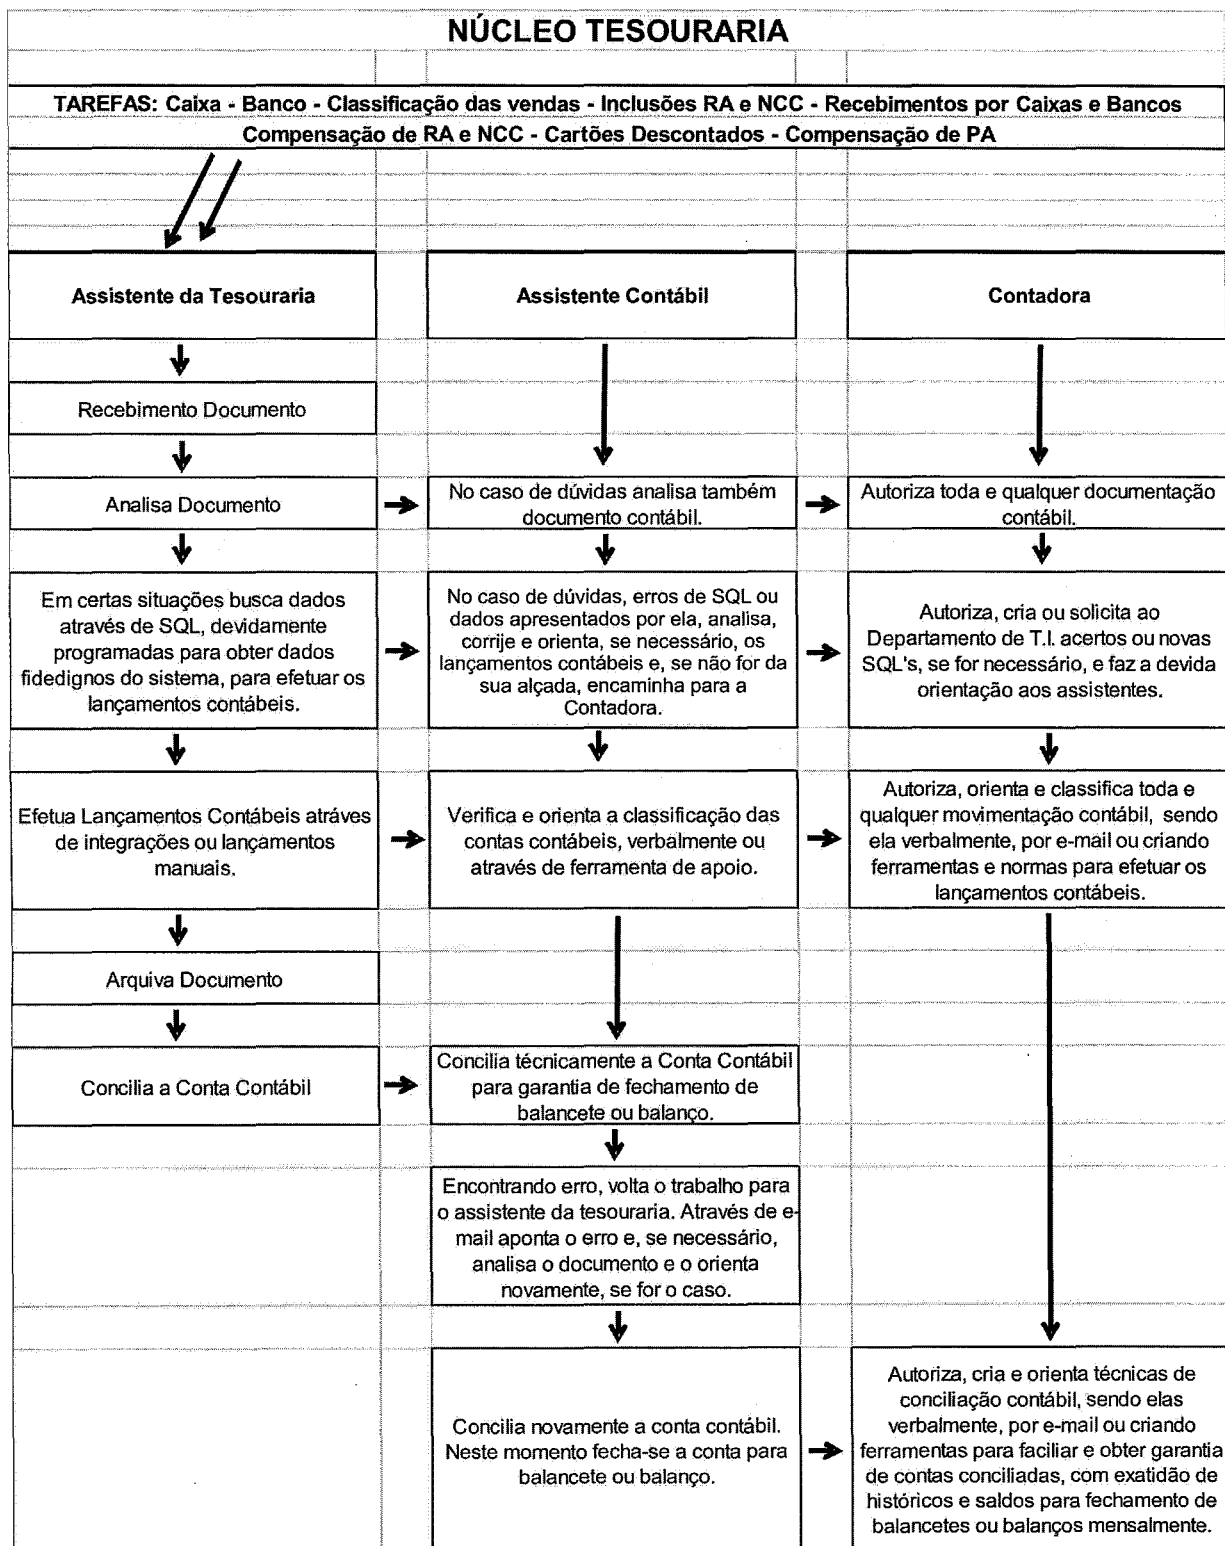 NÚCLEO TESOURARIA
TAREFAS: Caixa - Banco - Classificação das vendas - Inclusões RA e NCC - Recebimentos por Caixas e Bancos
Compensação de RA e NCC - Cartões Descontados - Compensação de PA
Assistente da Tesouraria
Assistente Contábil
Contadora
Recebimento Documento
Analisa Documento
No caso de dúvidas analisa também
documento contábil.
Autoriza toda e qualquer documentação
contábil.
Em certas situações busca dados
através de SQL, devidamente
programadas para obter dados
fidedignos do sistema, para efetuar os
lançamentos contábeis.
No caso de dúvidas, erros de SQL ou
dados apresentados por ela, analisa,
corrije e orienta, se necessário, os
lançamentos contábeis e, se não for da
sua alçada, encaminha para a
Contadora.
Autoriza, cria ou solicita ao
Departamento de T.I. acertos ou novas
SQL's, se for necessário, e faz a devida
orientação aos assistentes.
Efetua Lançamentos Contábeis atráves
de integrações ou lançamentos
manuais.
Verifica e orienta a classificação das
contas contábeis, verbalmente ou
através de ferramenta de apoio.
Autoriza, orienta e classifica toda e
qualquer movimentação contábil, sendo
ela verbalmente, por e-mail ou criando
ferramentas e normas para efetuar os
lançamentos contábeis.
Arquiva Documento
Concilia a Conta Contábil
Concilia técnicamente a Conta Contábil
para garantia de fechamento de
balancete ou balanço.
Encontrando erro, volta o trabalho para
o assistente da tesouraria. Através de e-
mail aponta o erro e, se necessário,
analisa o documento e o orienta
novamente, se for o caso.
Concilia novamente a conta contábil.
Neste momento fecha-se a conta para
balancete ou balanço.
Autoriza, cria e orienta técnicas de
conciliação contábil, sendo elas
verbalmente, por e-mail ou criando
ferramentas para faciliar e obter garantia
de contas conciliadas, com exatidão de
históricos e saldos para fechamento de
balancetes ou balanços mensalmente.